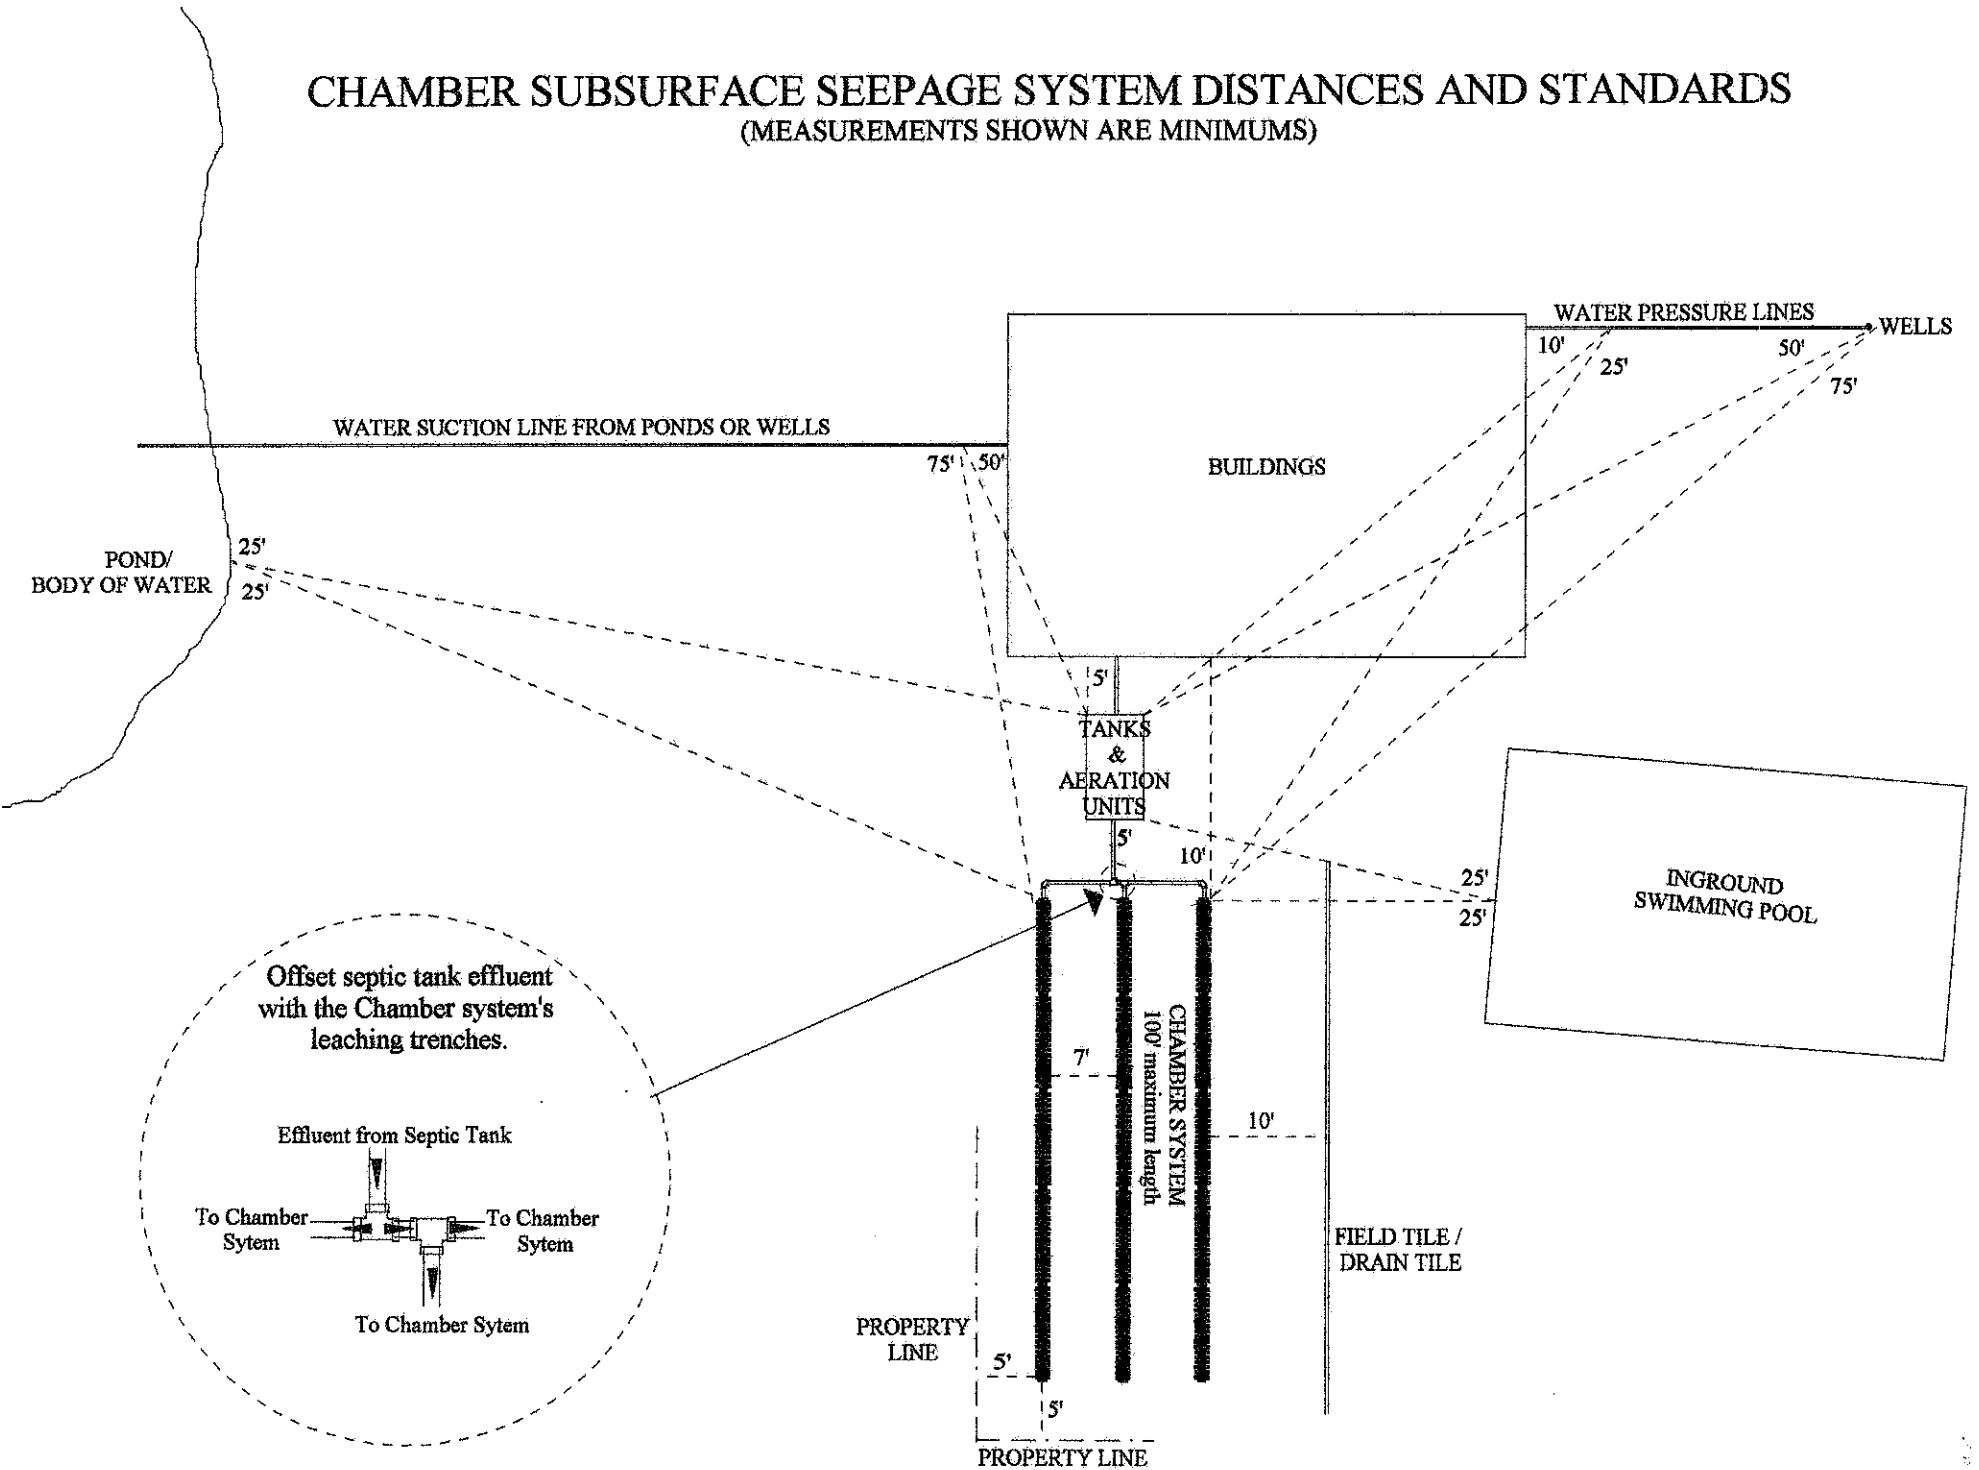 CHAMBER SUBSURFACE SEEPAGE SYSTEM DISTANCES AND STANDARDS
(MEASUREMENTS SHOWN ARE MINIMUMS)
WATER PRESSURE LINES
WELLS
10'
25'
50'
75'
WATER SUCTION LINE FROM PONDS OR WELLS
75'
50'
BUILDINGS
POND/
BODY OF WATER
25'
25'
5'
TANKS
&
AERATION
UNITS
5'
10'
25'
25'
INGROUND
SWIMMING POOL
Offset septic tank effluent
with the Chamber system's
leaching trenches.
Effluent from Septic Tank
To Chamber
Sytem
To Chamber
Sytem
To Chamber Sytem
7'
CHAMBER SYSTEM
100' maximum length
10'
FIELD TILE /
DRAIN TILE
PROPERTY
LINE
5'
5'
PROPERTY LINE